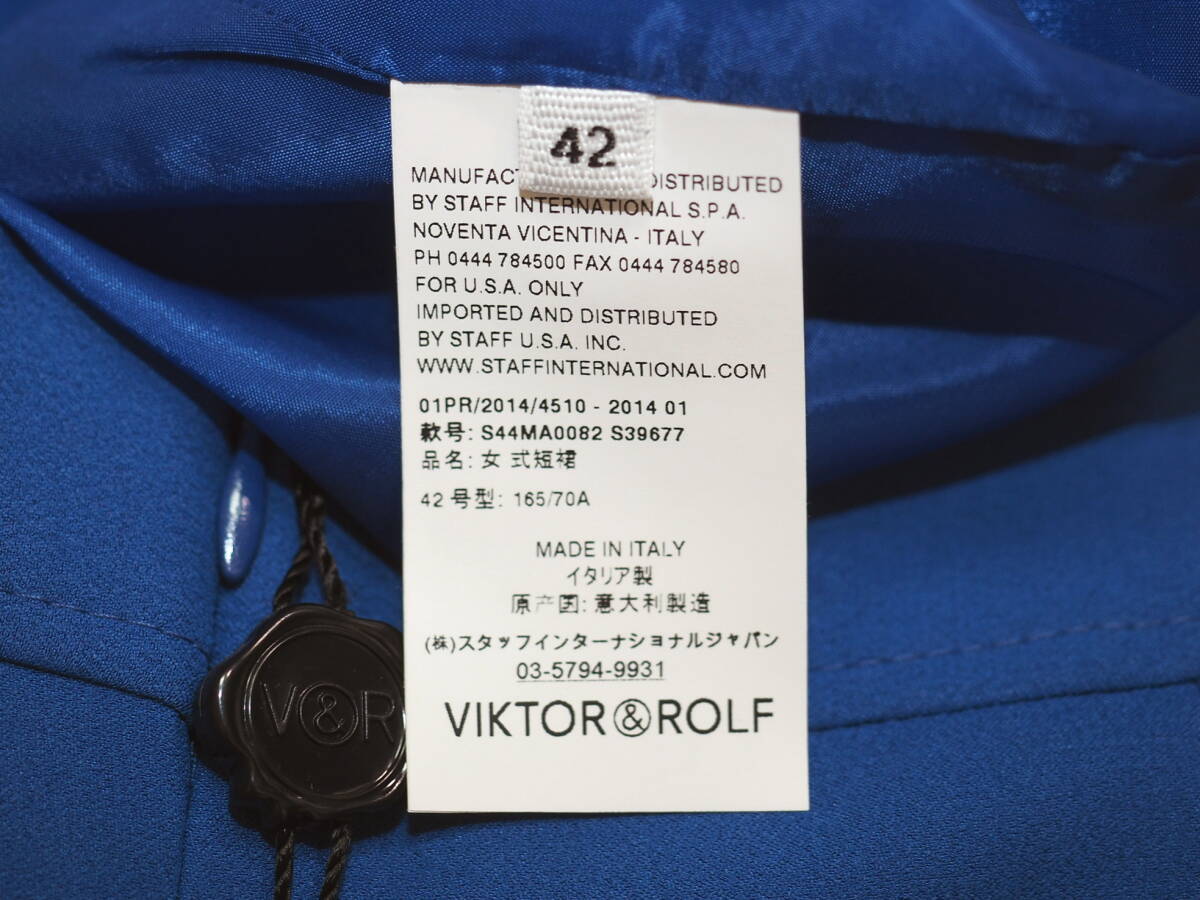 42
MANUFAC DISTRIBUTED
BY STAFF INTERNATIONAL S.P.A.
NOVENTA VICENTINA - ITALY
PH 0444 784500 FAX 0444 784580
FOR U.S.A. ONLY
IMPORTED AND DISTRIBUTED
BY STAFF U.S.A. INC.
WWW.STAFFINTERNATIONAL.COM
01PR/2014/4510 - 2014 01
款号: S44MA0082 S39677
品名: 女 式短裙
42 号型: 165/70A
MADE IN ITALY
イタリア製
原产国: 意大利製造
(株)スタッフインターナショナルジャパン
03-5794-9931
VIKTOR&ROLF
V&R